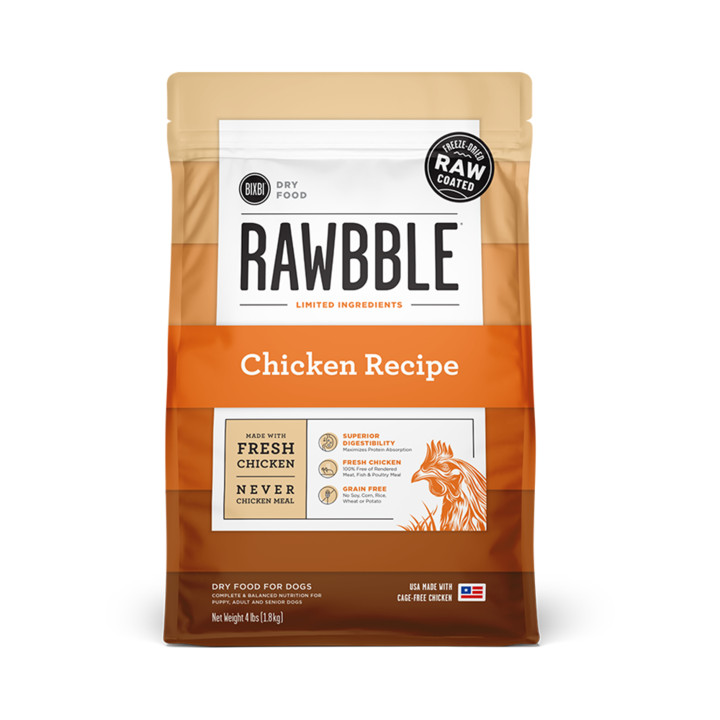 BIXBI
DRY
FOOD
FREEZE-DRIED
RAW
COATED
RAWBBLE
LIMITED INGREDIENTS
Chicken Recipe
MADE WITH
FRESH
CHICKEN
NEVER
CHICKEN MEAL
SUPERIOR
DIGESTIBILITY
Maximizes Protein Absorption
FRESH CHICKEN
100% Free of Rendered
Meat, Fish & Poultry Meal
GRAIN FREE
No Soy, Corn, Rice,
Wheat or Potato
DRY FOOD FOR DOGS
COMPLETE & BALANCED NUTRITION FOR
PUPPY, ADULT AND SENIOR DOGS
Net Weight 4 lbs (1.8kg)
USA MADE WITH
CAGE-FREE CHICKEN